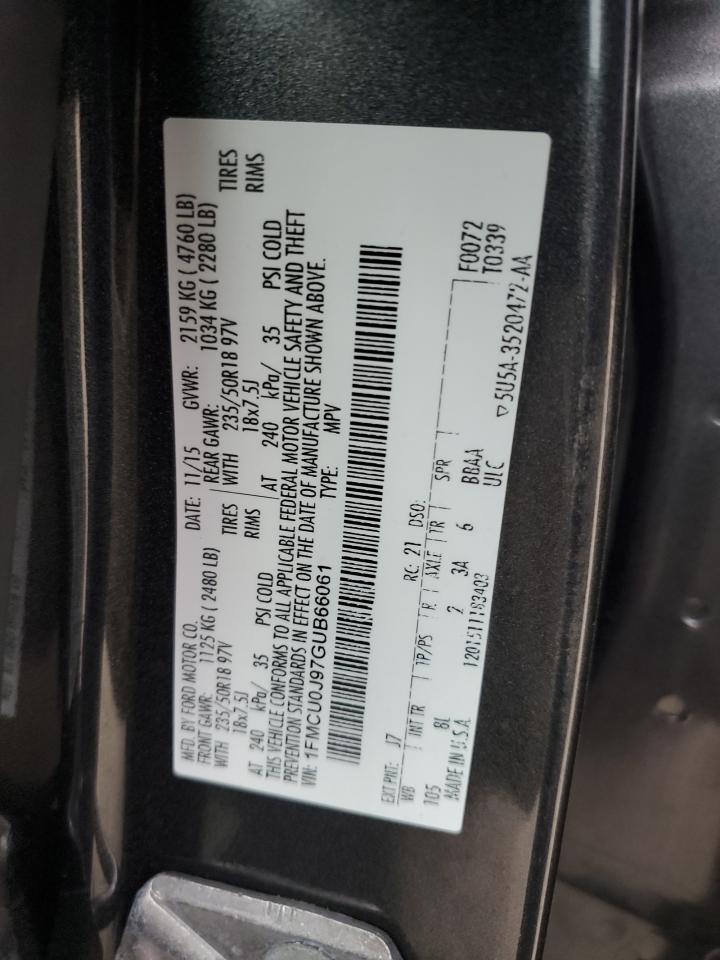 MFD. BY FORD MOTOR CO. DATE: 11/15 GVWR: 2159 KG ( 4760 LB)
FRONT GAWR: 1125 KG ( 2480 LB) REAR GAWR: 1034 KG ( 2280 LB)
WITH 235/50R18 97V TIRES WITH 235/50R18 97V TIRES
18x7.5J RIMS 18x7.5J RIMS
AT 240 kPa/ 35 PSI COLD AT 240 kPa/ 35 PSI COLD
THIS VEHICLE CONFORMS TO ALL APPLICABLE FEDERAL MOTOR VEHICLE SAFETY AND THEFT
PREVENTION STANDARDS IN EFFECT ON THE DATE OF MANUFACTURE SHOWN ABOVE.
VIN: 1FMCU0J97GUB66061 TYPE: MPV
EXT PNT: J7 RC: 21 DSO: F0072
WB INT TR TP/PS R AXLE TR SPR T0339
105 8L 2 3A 6 BBAA
MADE IN U.S.A. 1201511183403 ULC
▽5U5A-3520472-AA